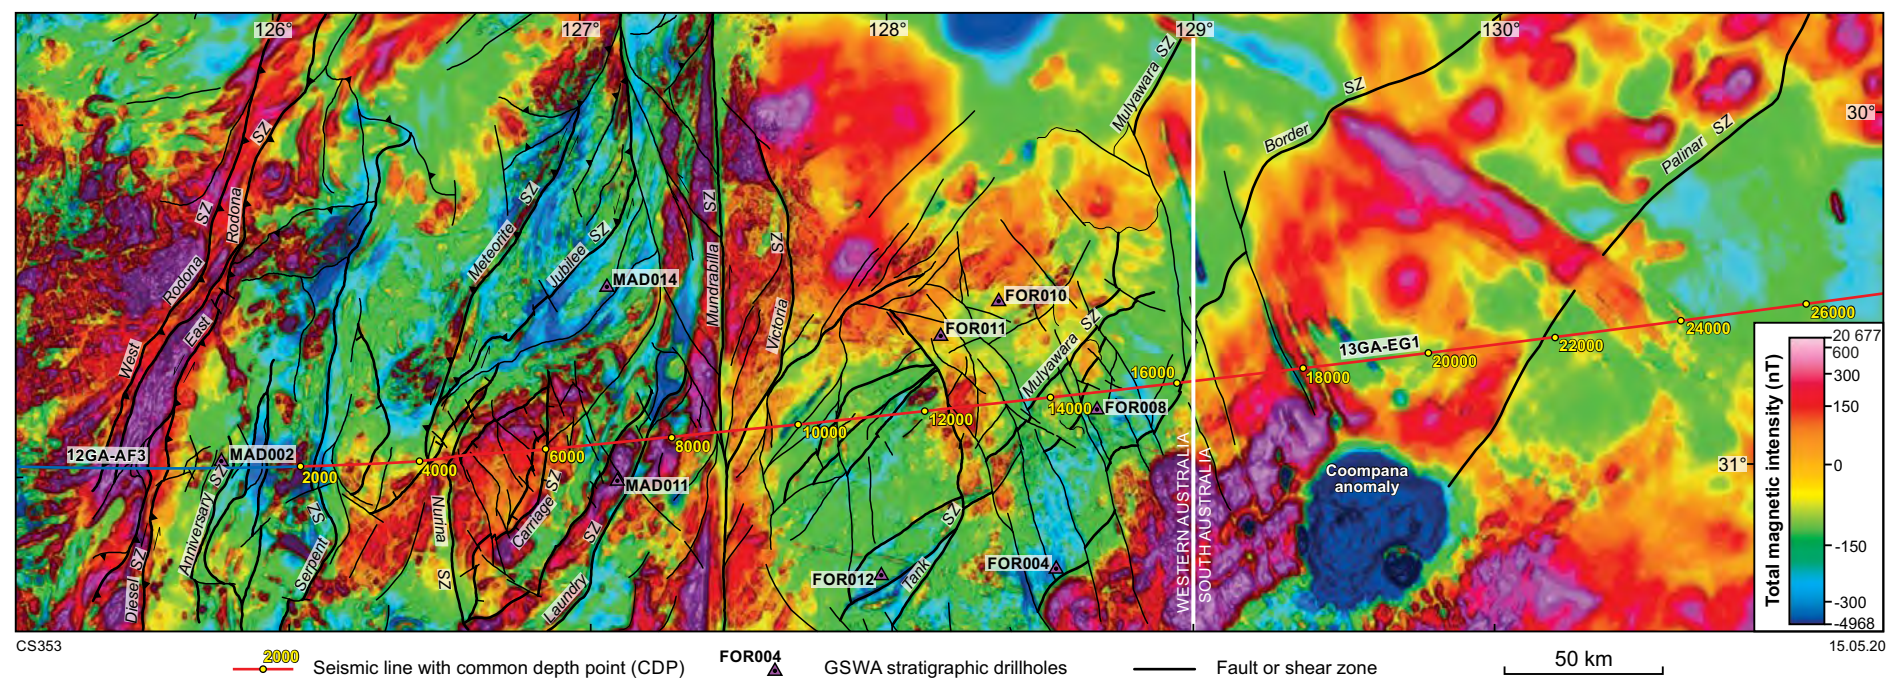 126°
127°
128°
129°
130°
30°
31°
SZ
SZ
Rodona
West
Rodona
East
Diesel SZ
12GA-AF3
MAD002
Anniversary SZ
SZ
Serpent
Meteorite SZ
Jubilee SZ
MAD014
Nurina
SZ
Carriage SZ
MAD011
Laundry
SZ
SZ
Mundrabilla
SZ
Victoria
Mulyawara SZ
FOR010
FOR011
Mulyawara SZ
FOR008
FOR012
Tank SZ
FOR004
WESTERN AUSTRALIA
SOUTH AUSTRALIA
Border SZ
Palinar SZ
13GA-EG1
Coompana
anomaly
2000
4000
6000
8000
10000
12000
14000
16000
18000
20000
22000
24000
26000
Total magnetic intensity (nT)
20 677
600
300
150
0
-150
-300
-4968
CS353
15.05.20
2000
Seismic line with common depth point (CDP)
FOR004
GSWA stratigraphic drillholes
Fault or shear zone
50 km